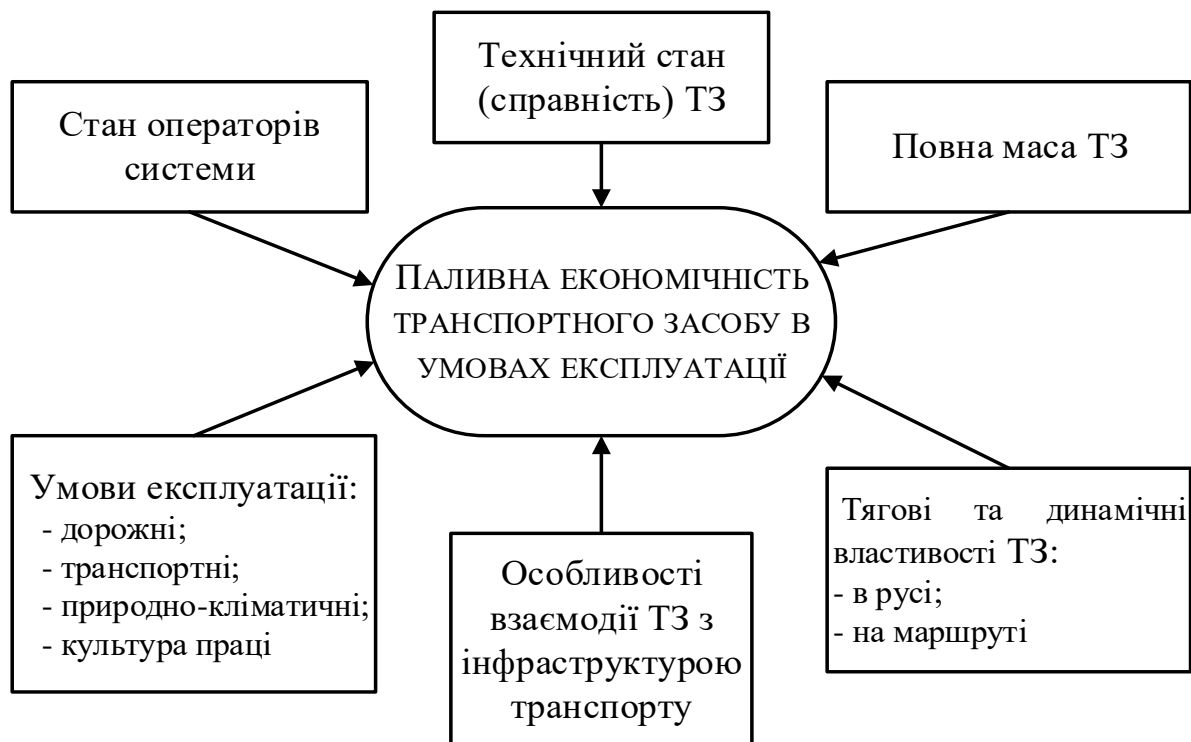 Технічний стан
(справність) ТЗ
Стан операторів
системи
Повна маса ТЗ
ПАЛИВНА ЕКОНОМІЧНІСТЬ
ТРАНСПОРТНОГО ЗАСОБУ В
УМОВАХ ЕКСПЛУАТАЦІЇ
Умови експлуатації:
- дорожні;
- транспортні;
- природно-кліматичні;
- культура праці
Особливості
взаємодії ТЗ з
інфраструктурою
транспорту
Тягові та динамічні
властивості ТЗ:
- в русі;
- на маршруті